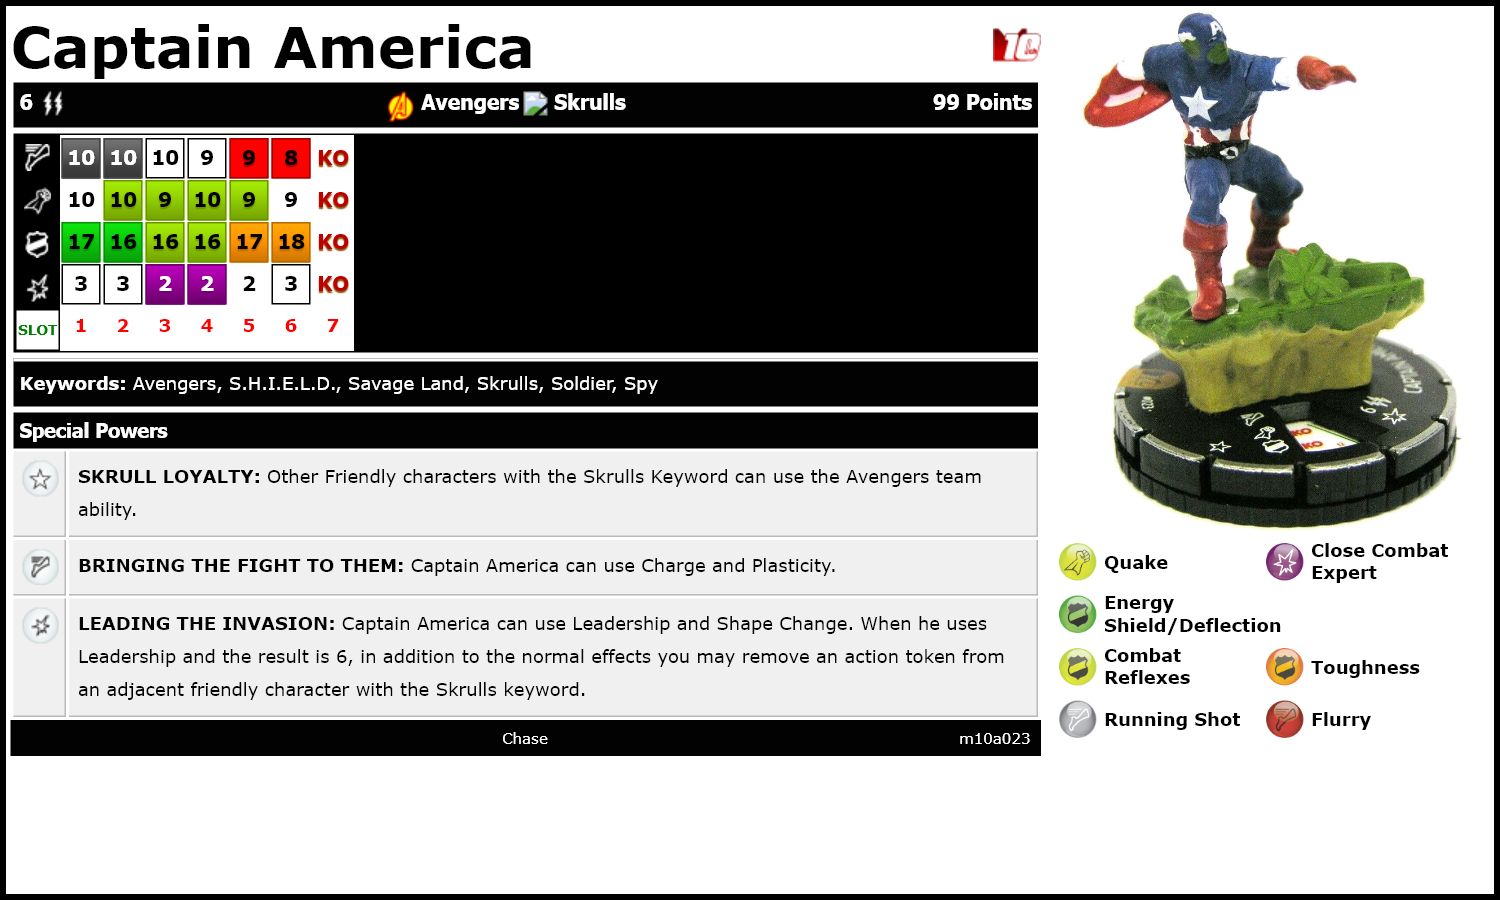 Captain America
10
6
Avengers Skrulls
99 Points
10 10 10 9 9 8 KO
10 10 9 10 9 9 KO
17 16 16 16 17 18 KO
3 3 2 2 2 3 KO
SLOT 1 2 3 4 5 6 7
Keywords: Avengers, S.H.I.E.L.D., Savage Land, Skrulls, Soldier, Spy
Special Powers
SKRULL LOYALTY: Other Friendly characters with the Skrulls Keyword can use the Avengers team
ability.
BRINGING THE FIGHT TO THEM: Captain America can use Charge and Plasticity.
LEADING THE INVASION: Captain America can use Leadership and Shape Change. When he uses
Leadership and the result is 6, in addition to the normal effects you may remove an action token from
an adjacent friendly character with the Skrulls keyword.
Chase
m10a023
A
CAPTAIN AMERICA
#023
6
KO
KO
Quake
Close Combat
Expert
Energy
Shield/Deflection
Combat
Reflexes
Toughness
Running Shot
Flurry